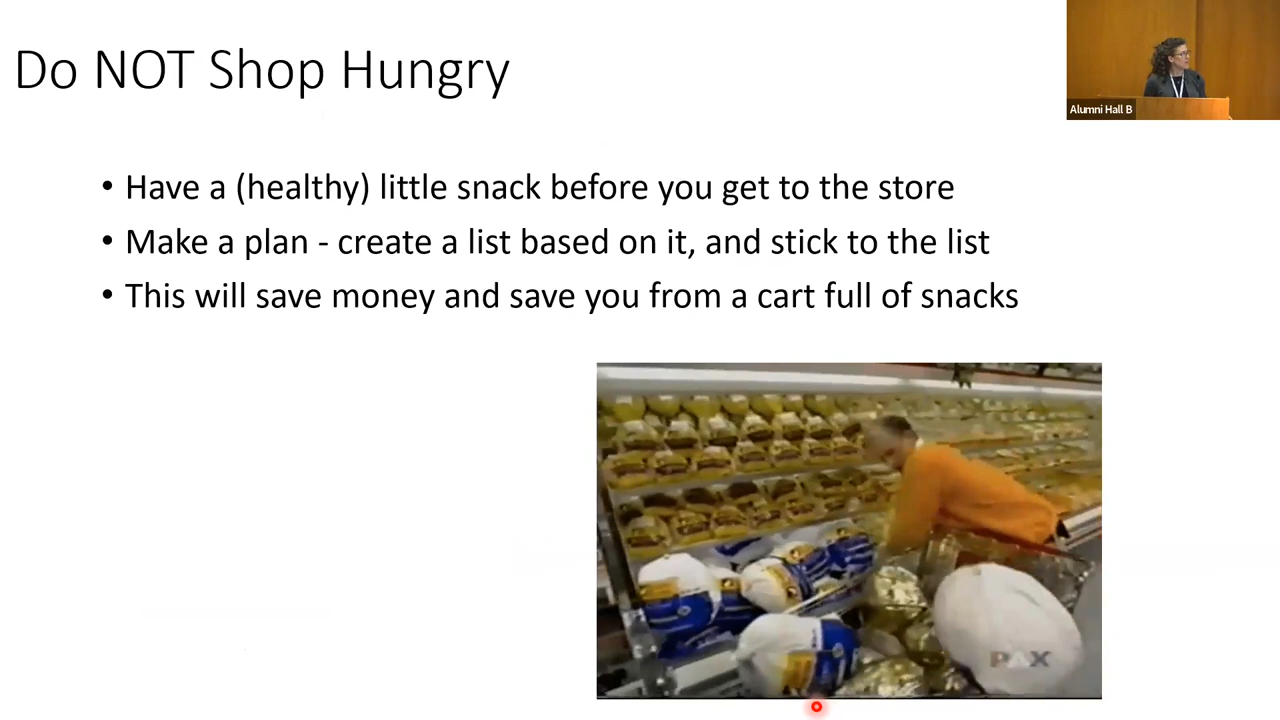 Do NOT Shop Hungry
Alumni Hall B
• Have a (healthy) little snack before you get to the store
• Make a plan - create a list based on it, and stick to the list
• This will save money and save you from a cart full of snacks
PAX